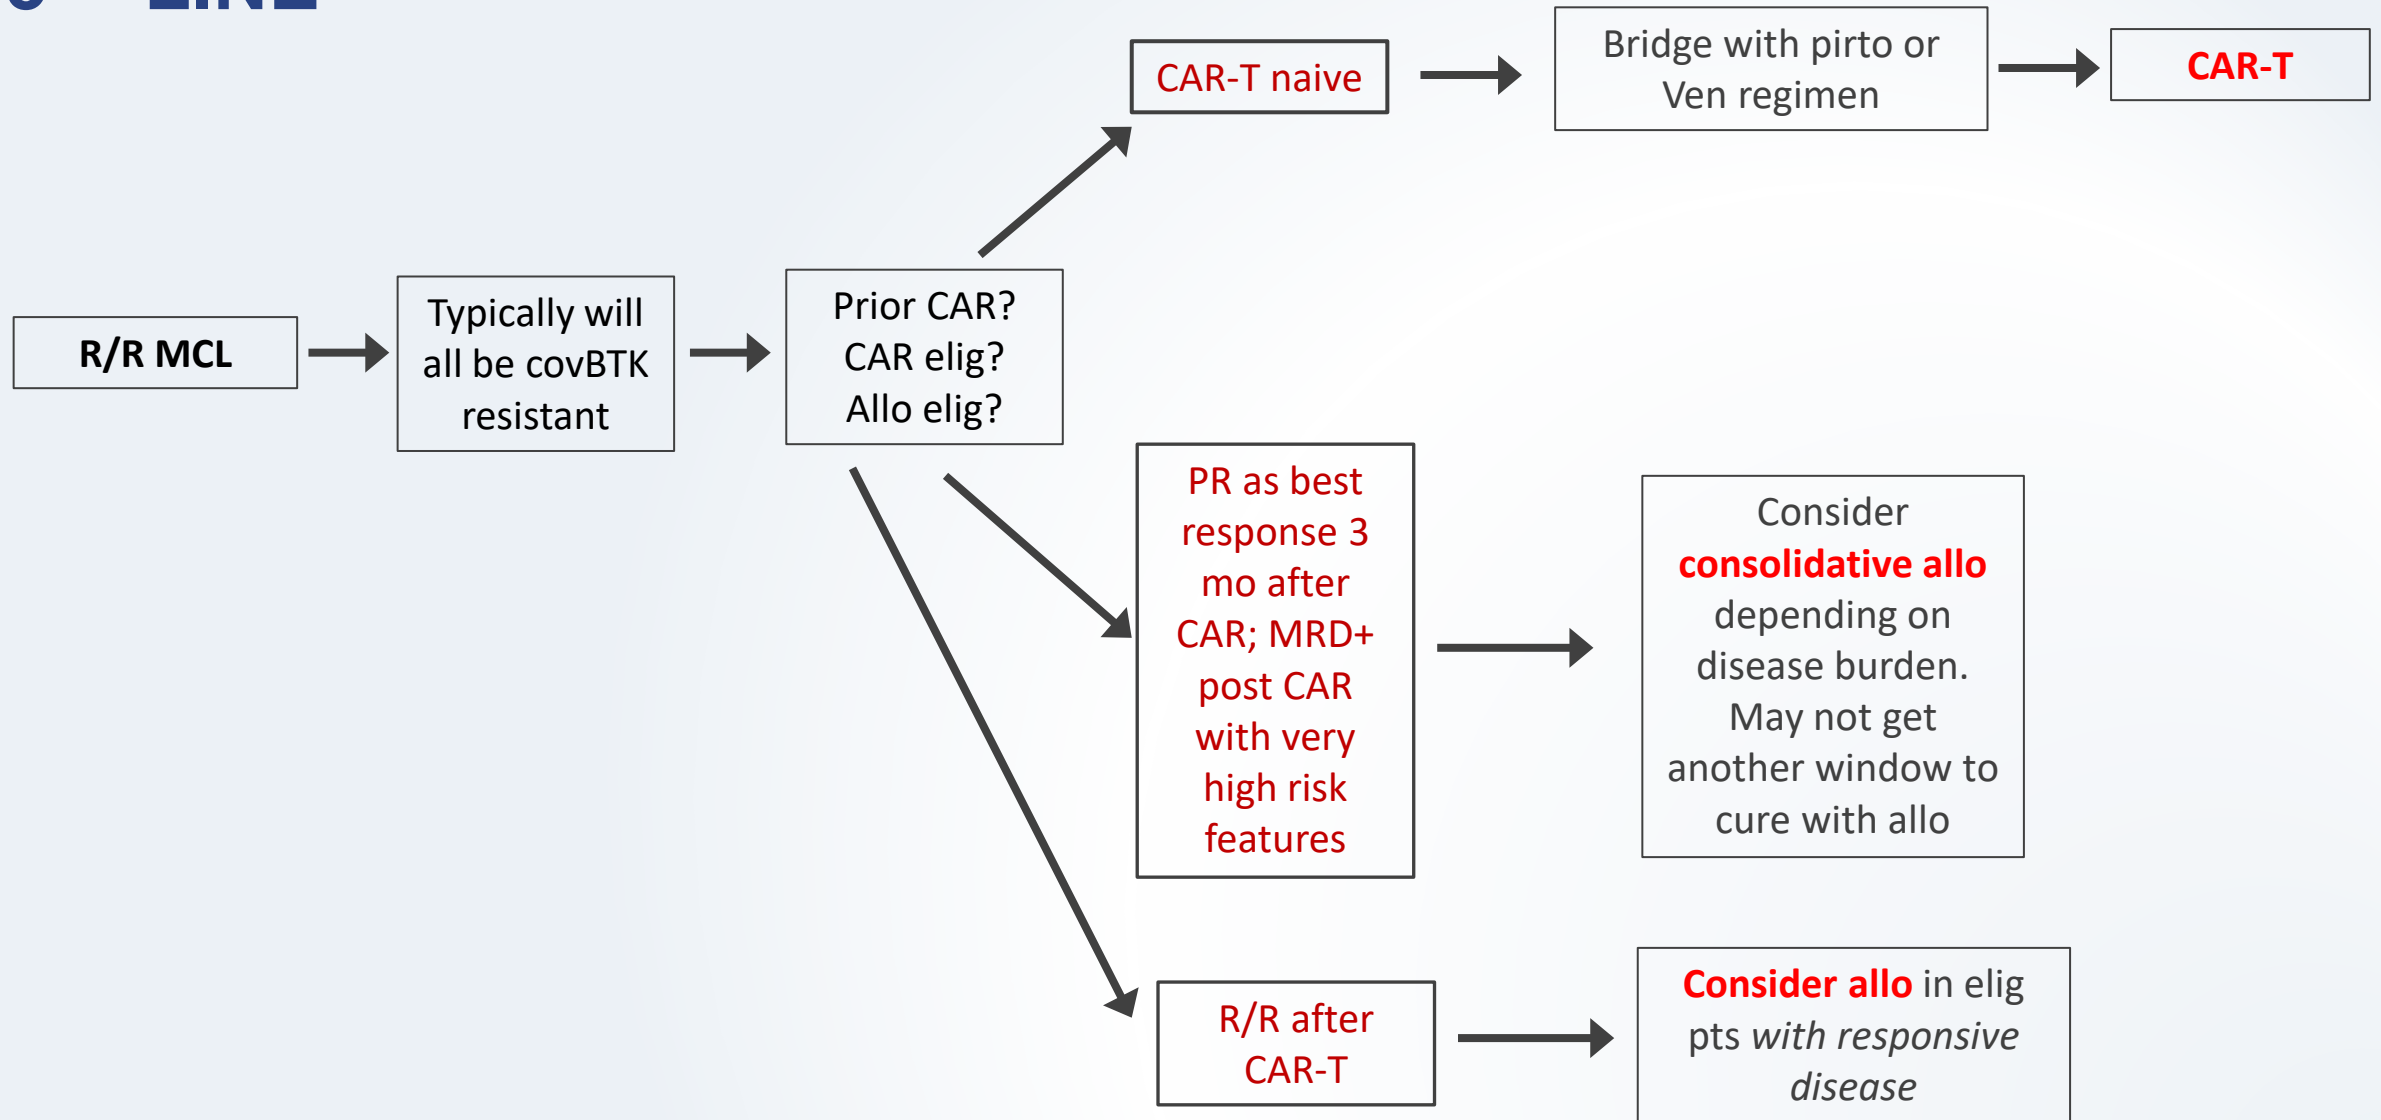 LINE
CAR-T naive
Bridge with pirto or
Ven regimen
CAR-T
R/R MCL
Typically will
all be covBTK
resistant
Prior CAR?
CAR elig?
Allo elig?
PR as best
response 3
mo after
CAR; MRD+
post CAR
with very
high risk
features
Consider
consolidative allo
depending on
disease burden.
May not get
another window to
cure with allo
R/R after
CAR-T
Consider allo in elig
pts with responsive
disease